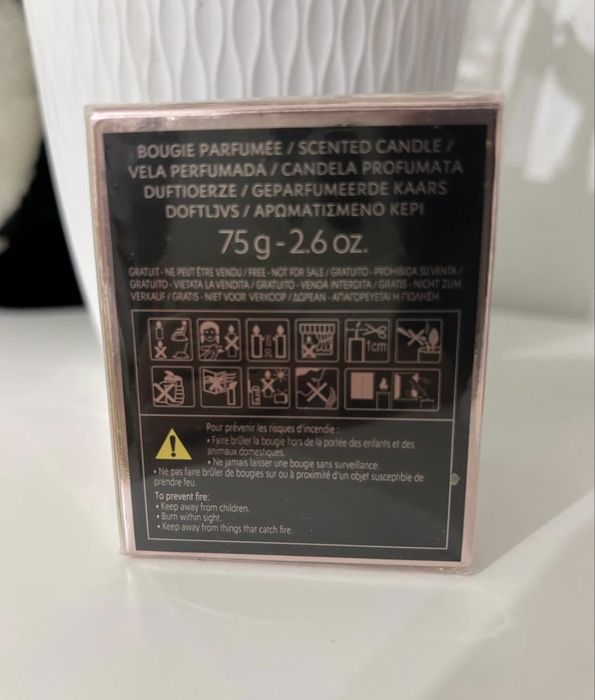 BOUGIE PARFUMÉE / SCENTED CANDLE /
VELA PERFUMADA / CANDELA PROFUMATA
DUFTIOERZE / GEPARFUMEERDE KAARS
DOFTLJVS / ΑΡΩΜΑΤΙΣΜΕΝΟ ΚΕΡΙ
75 g - 2.6 oz.
GRATUIT - NE PEUT ÊTRE VENDU / FREE - NOT FOR SALE / GRATUITO - PROHIBIDA SU VENTA /
GRATUITO - VIETATA LA VENDITA / GRATUITO - VENDA INTERDITA / GRATIS - NICHT ZUM
VERKAUF / GRATIS - NIET VOOR VERKOOP / ΔΩΡΕΑΝ - ΑΠΑΓΟΡΕΥΕΤΑΙ Η ΠΩΛΗΣΗ
1cm
Pour prévenir les risques d'incendie :
• Faire brûler la bougie hors de la portée des enfants et des
animaux domestiques.
• Ne jamais laisser une bougie sans surveillance.
• Ne pas faire brûler de bougies sur ou à proximité d'un objet susceptible de
prendre feu.
To prevent fire:
• Keep away from children.
• Burn within sight.
• Keep away from things that catch fire.